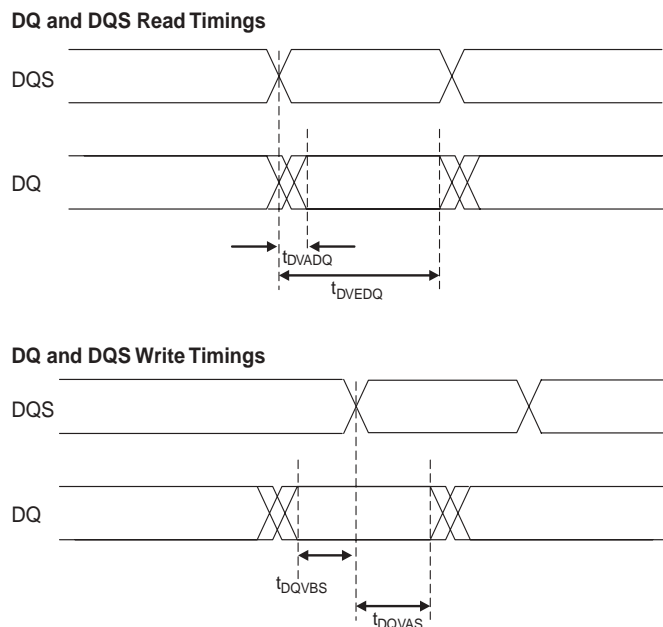 DQ and DQS Read Timings
DQS
DQ
tDVADQ
tDVEDQ
DQ and DQS Write Timings
DQS
DQ
tDQVBS
tDQVAS